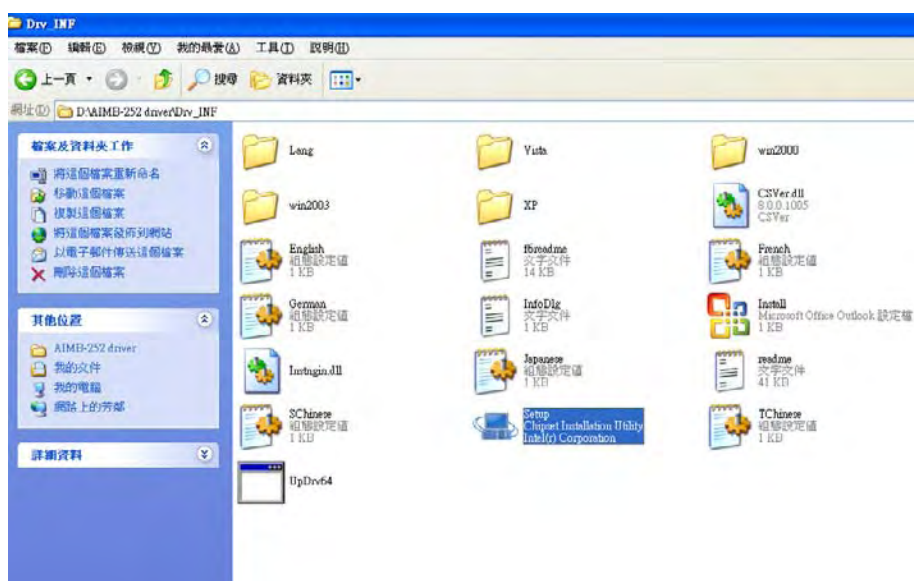 Drv_INF
檔案(F) 編輯(E) 檢視(V) 我的最愛(A) 工具(T) 說明(H)
上一頁 搜尋 資料夾
網址(D) D:\AIMB-252 driver\Drv_INF
檔案及資料夾工作
將這個檔案重新命名
移動這個檔案
複製這個檔案
將這個檔案發佈到網站
以電子郵件傳送這個檔案
刪除這個檔案
其他位置
AIMB-252 driver
我的文件
我的電腦
網路上的芳鄰
詳細資料
Lang
Vista
win2000
win2003
XP
CSVer.dll
8.0.0.1005
CSVer
English
組態設定值
1 KB
fbreadme
文字文件
14 KB
French
組態設定值
1 KB
German
組態設定值
1 KB
InfoDlg
文字文件
1 KB
Install
Microsoft Office Outlook 設定檔
1 KB
Instngin.dll
Japanese
組態設定值
1 KB
readme
文字文件
41 KB
SChinese
組態設定值
1 KB
Setup
Chipset Installation Utility
Intel(r) Corporation
TChinese
組態設定值
1 KB
UpDrv64